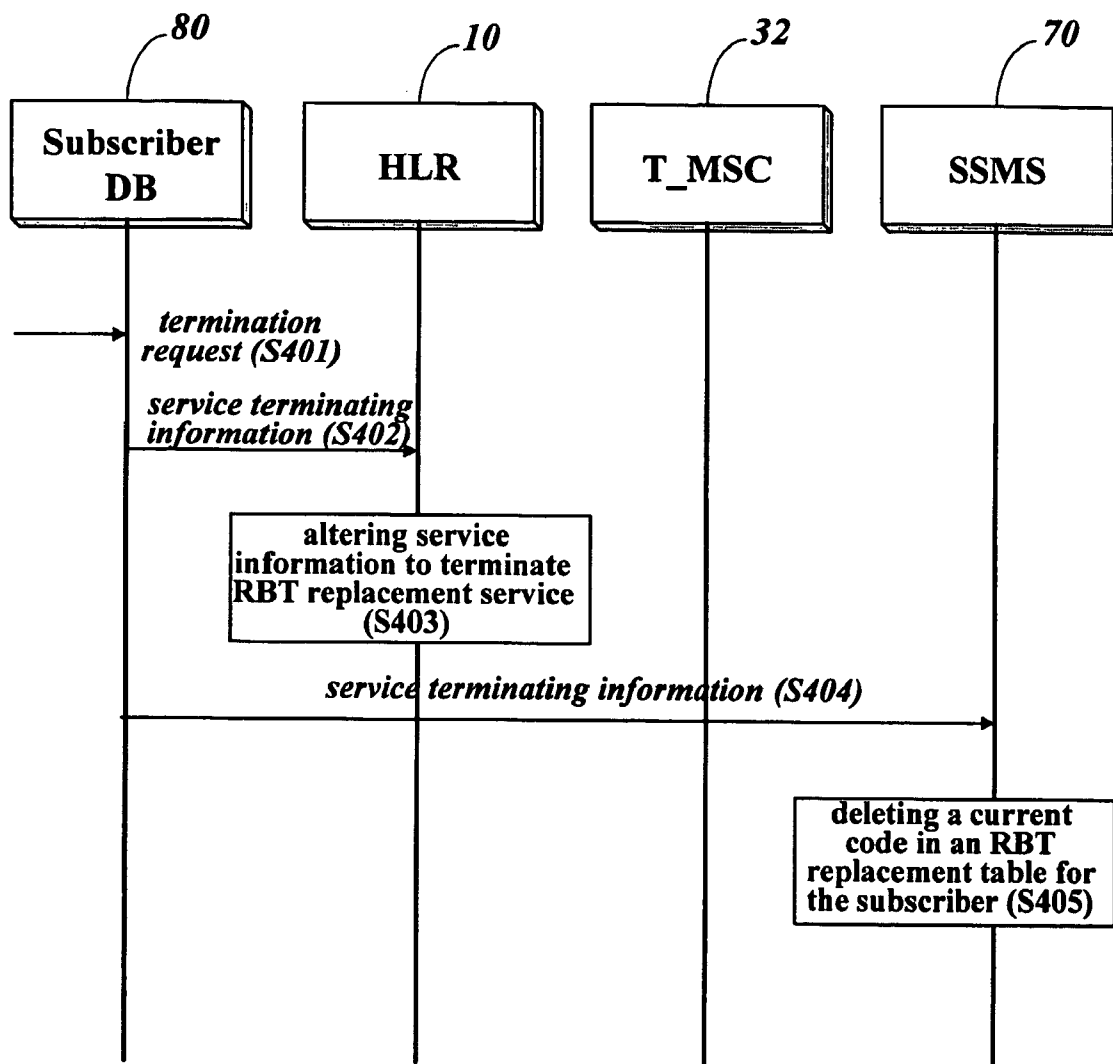 80
10
32
70
Subscriber
DB
HLR
T_MSC
SSMS
termination
request (S401)
service terminating
information (S402)
altering service
information to terminate
RBT replacement service
(S403)
service terminating information (S404)
deleting a current
code in an RBT
replacement table for
the subscriber (S405)